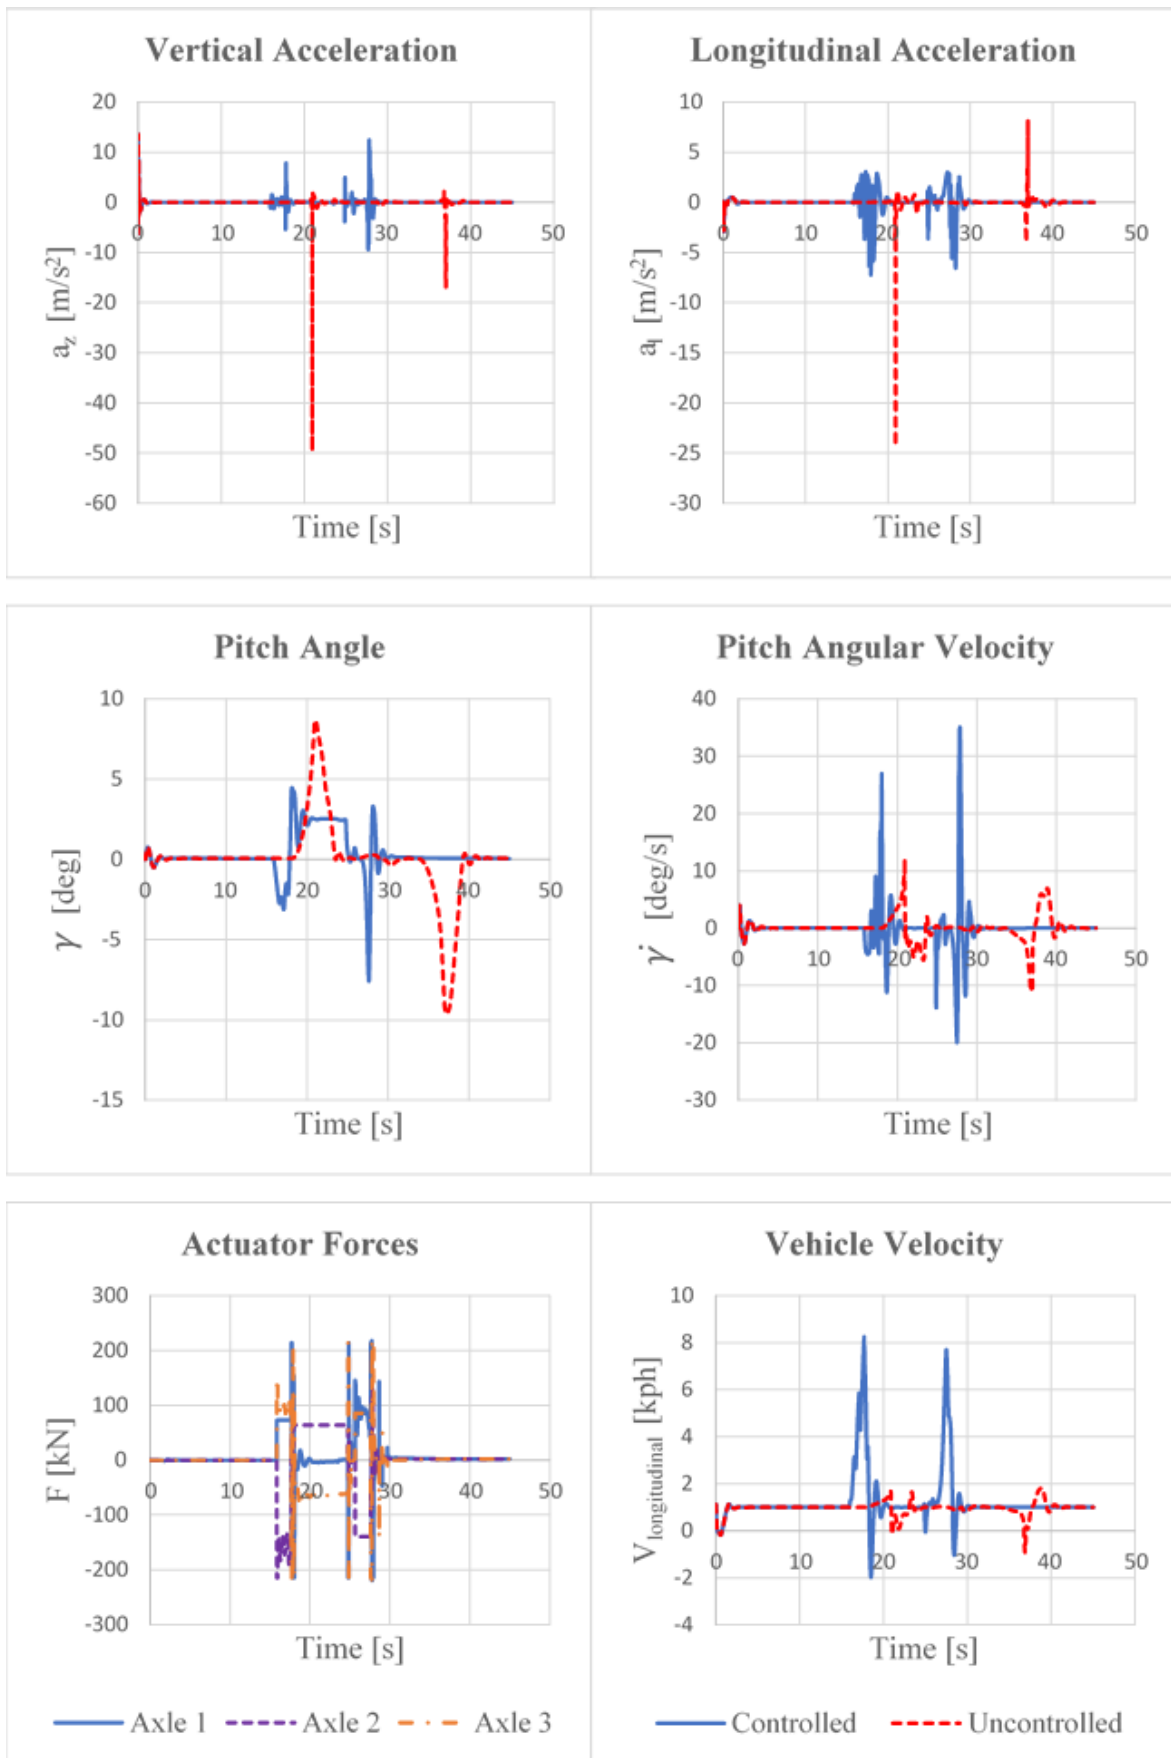 Vertical Acceleration
20
10
0
-10
-20
-30
-40
-50
-60
0 10 20 30 40 50
a_z [m/s²]
Time [s]
Longitudinal Acceleration
10
5
0
-5
-10
-15
-20
-25
-30
0 10 20 30 40 50
a_l [m/s²]
Time [s]
Pitch Angle
10
5
0
-5
-10
-15
0 10 20 30 40 50
γ [deg]
Time [s]
Pitch Angular Velocity
40
30
20
10
0
-10
-20
-30
0 10 20 30 40 50
γ̇ [deg/s]
Time [s]
Actuator Forces
300
200
100
0
-100
-200
-300
0 10 20 30 40 50
F [kN]
Time [s]
Axle 1 Axle 2 Axle 3
Vehicle Velocity
10
8
6
4
2
0
-2
-4
0 10 20 30 40 50
V_longitudinal [kph]
Time [s]
Controlled Uncontrolled